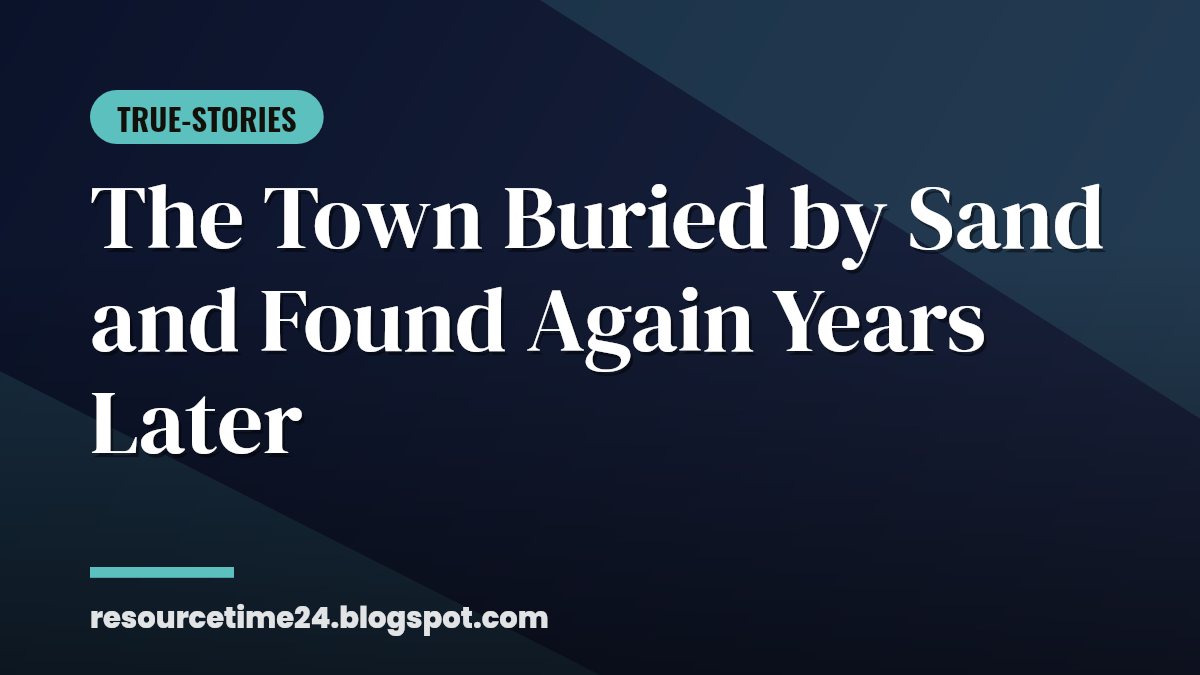 TRUE-STORIES
The Town Buried by Sand
and Found Again Years
Later
resourcetime24.blogspot.com